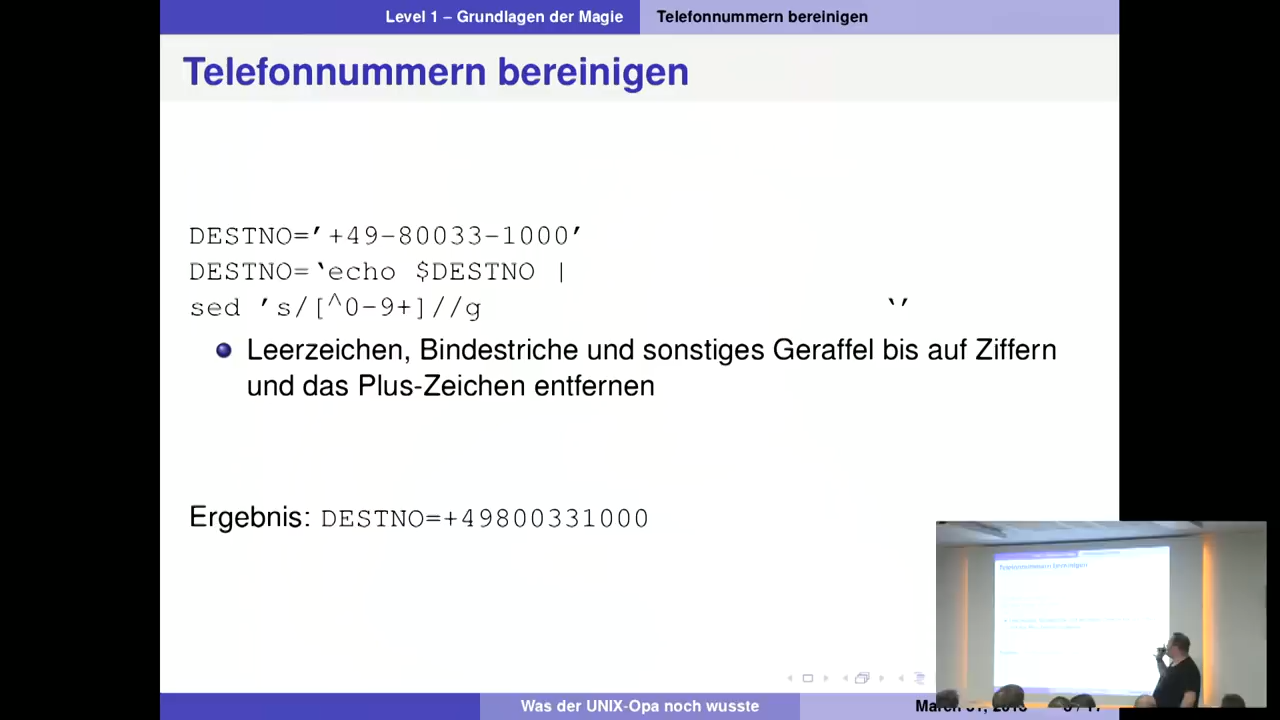 Level 1 – Grundlagen der Magie
Telefonnummern bereinigen
Telefonnummern bereinigen
DESTNO='+49-80033-1000'
DESTNO=‘echo $DESTNO |
sed 's/[^0-9+]//g ‘'
Leerzeichen, Bindestriche und sonstiges Geraffel bis auf Ziffern
und das Plus-Zeichen entfernen
Ergebnis: DESTNO=+49800331000
Telefonnummern bereinigen
Was der UNIX-Opa noch wusste